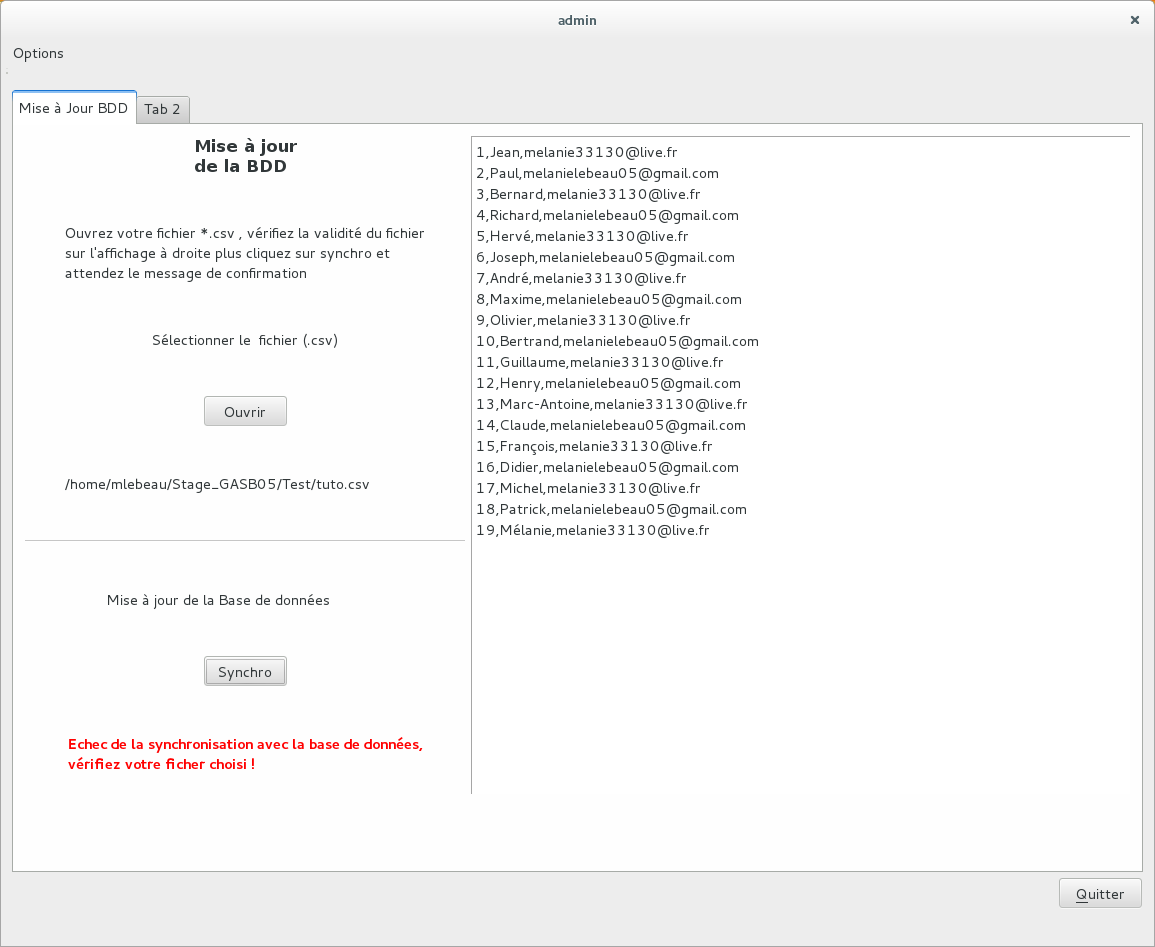 admin
Options
Mise à Jour BDD
Tab 2
Mise à jour
de la BDD
Ouvrez votre fichier *.csv , vérifiez la validité du fichier
sur l'affichage à droite plus cliquez sur synchro et
attendez le message de confirmation
Sélectionner le  fichier (.csv)
Ouvrir
/home/mlebeau/Stage_GASB05/Test/tuto.csv
Mise à jour de la Base de données
Synchro
Echec de la synchronisation avec la base de données,
vérifiez votre ficher choisi !
1,Jean,melanie33130@live.fr
2,Paul,melanielebeau05@gmail.com
3,Bernard,melanie33130@live.fr
4,Richard,melanielebeau05@gmail.com
5,Hervé,melanie33130@live.fr
6,Joseph,melanielebeau05@gmail.com
7,André,melanie33130@live.fr
8,Maxime,melanielebeau05@gmail.com
9,Olivier,melanie33130@live.fr
10,Bertrand,melanielebeau05@gmail.com
11,Guillaume,melanie33130@live.fr
12,Henry,melanielebeau05@gmail.com
13,Marc-Antoine,melanie33130@live.fr
14,Claude,melanielebeau05@gmail.com
15,François,melanie33130@live.fr
16,Didier,melanielebeau05@gmail.com
17,Michel,melanie33130@live.fr
18,Patrick,melanielebeau05@gmail.com
19,Mélanie,melanie33130@live.fr
Quitter